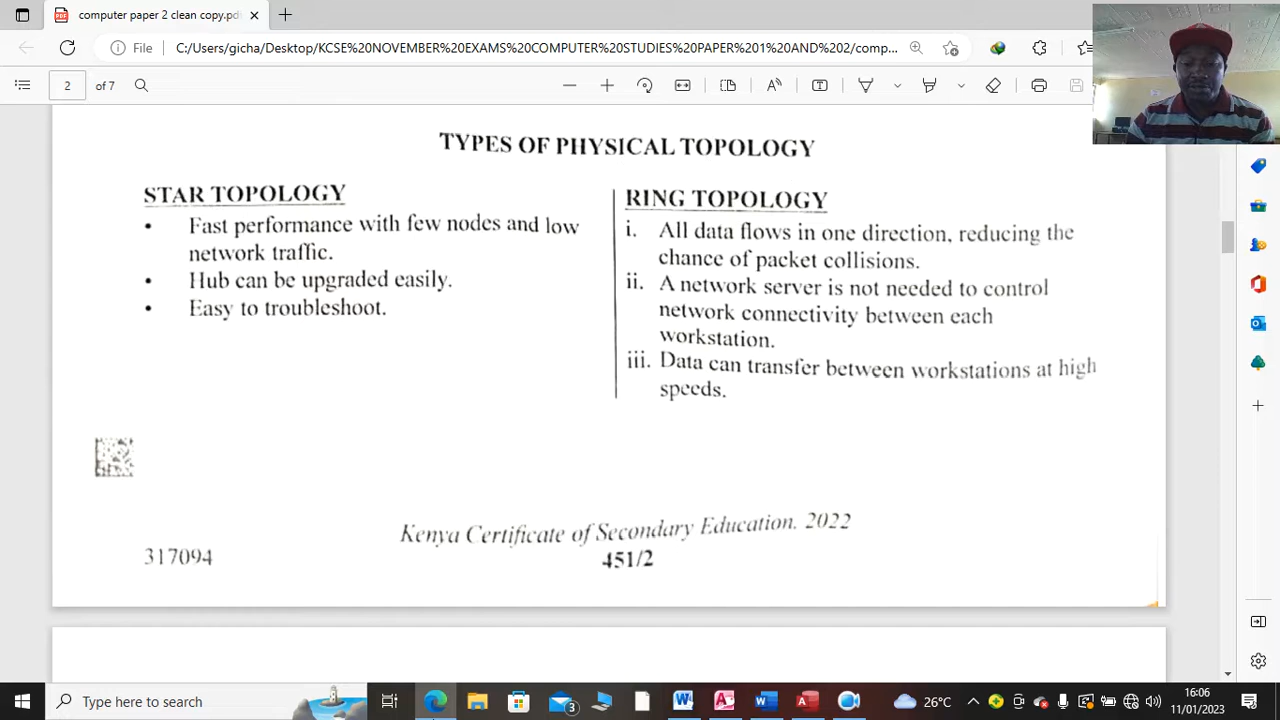 computer paper 2 clean copy.pdf
File
C:/Users/gicha/Desktop/KCSE%20NOVEMBER%20EXAMS%20COMPUTER%20STUDIES%20PAPER%201%20AND%202/comp...
2 of 7
TYPES OF PHYSICAL TOPOLOGY
STAR TOPOLOGY
• Fast performance with few nodes and low
network traffic.
• Hub can be upgraded easily.
• Easy to troubleshoot.
RING TOPOLOGY
i. All data flows in one direction, reducing the
chance of packet collisions.
ii. A network server is not needed to control
network connectivity between each
workstation.
iii. Data can transfer between workstations at high
speeds.
Kenya Certificate of Secondary Education. 2022
317094
451/2
Type here to search
3
26°C
16:06
11/01/2023